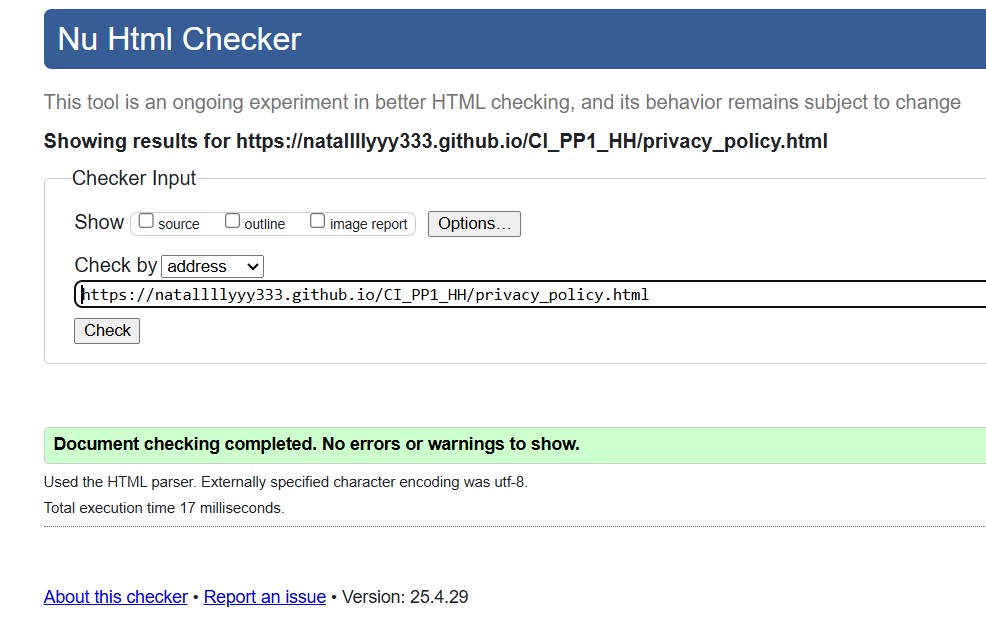 Nu Html Checker
This tool is an ongoing experiment in better HTML checking, and its behavior remains subject to change
Showing results for https://natallllyyy333.github.io/CI_PP1_HH/privacy_policy.html
Checker Input
Show source outline image report Options...
Check by address
https://natallllyyy333.github.io/CI_PP1_HH/privacy_policy.html
Check
Document checking completed. No errors or warnings to show.
Used the HTML parser. Externally specified character encoding was utf-8.
Total execution time 17 milliseconds.
About this checker • Report an issue • Version: 25.4.29